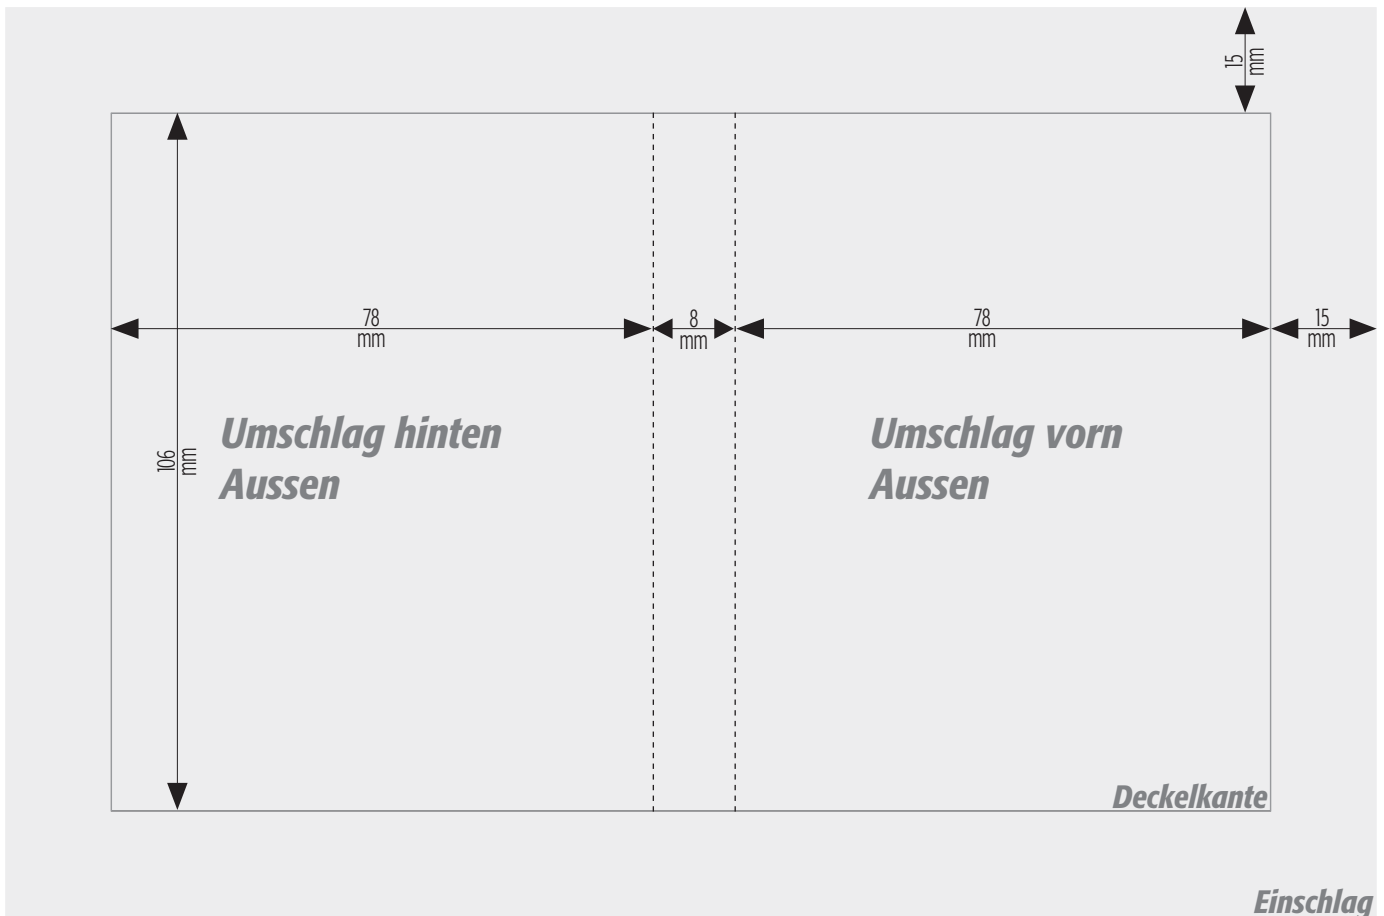 15
mm
78
mm
8
mm
78
mm
15
mm
Umschlag hinten
Aussen
Umschlag vorn
Aussen
106
mm
Deckelkante
Einschlag